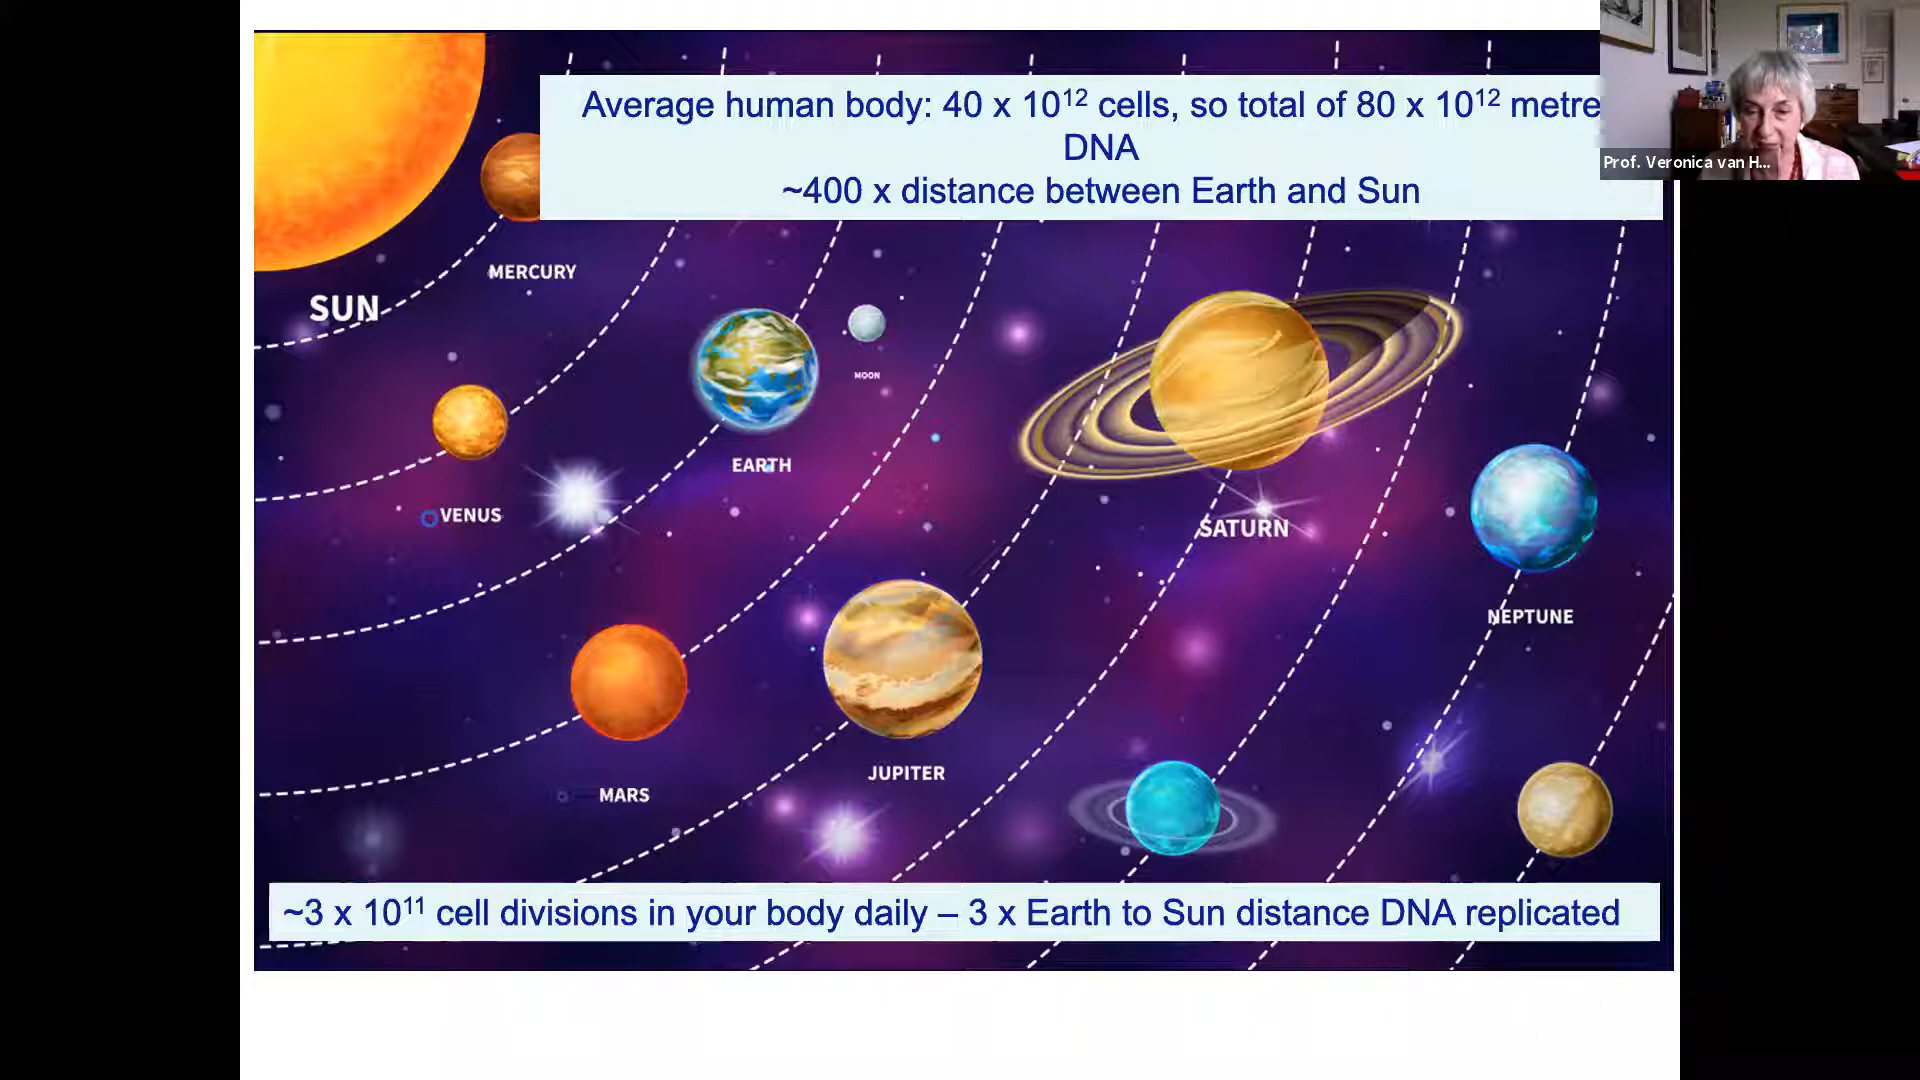 Average human body: 40 x 10¹² cells, so total of 80 x 10¹² metre
DNA
~400 x distance between Earth and Sun
Prof. Veronica van H...
MERCURY
SUN
MOON
EARTH
VENUS
SATURN
NEPTUNE
JUPITER
MARS
~3 x 10¹¹ cell divisions in your body daily – 3 x Earth to Sun distance DNA replicated